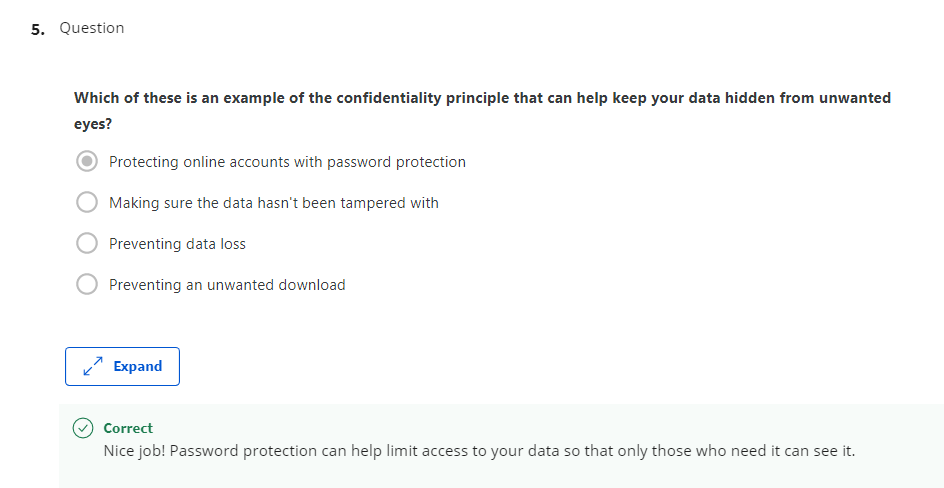 5. Question
Which of these is an example of the confidentiality principle that can help keep your data hidden from unwanted
eyes?
Protecting online accounts with password protection
Making sure the data hasn't been tampered with
Preventing data loss
Preventing an unwanted download
Expand
Correct
Nice job! Password protection can help limit access to your data so that only those who need it can see it.